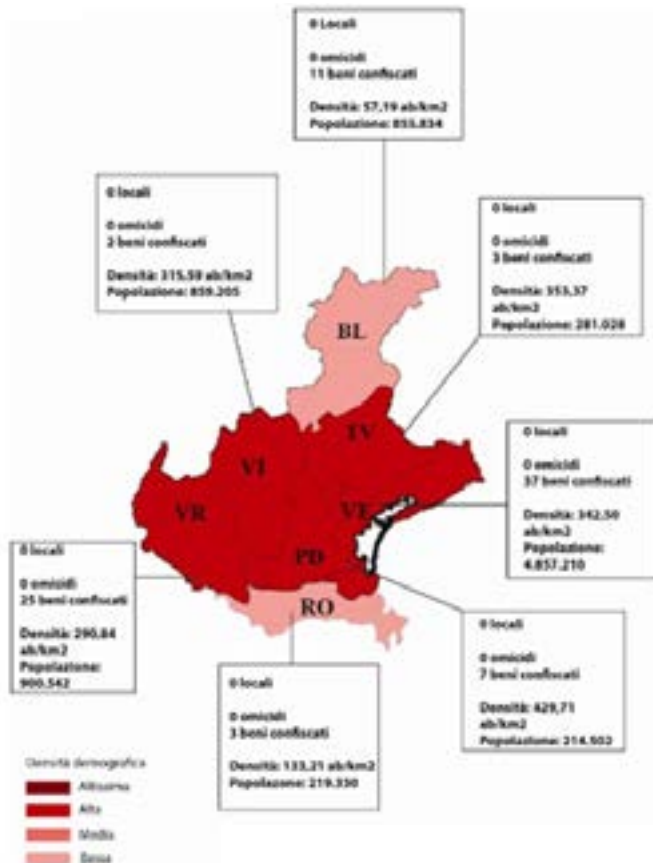 0 Locali
0 omicidi
11 beni confiscati
Densità: 57,19 ab/km2
Popolazione: 855.834
0 locali
0 omicidi
2 beni confiscati
Densità: 315,59 ab/km2
Popolazione: 859.205
0 locali
0 omicidi
3 beni confiscati
Densità: 353,37
ab/km2
Popolazione: 281.028
BL
TV
VI
VR
VE
PD
RO
0 locali
0 omicidi
37 beni confiscati
Densità: 342,50
ab/km2
Popolazione:
4.857.210
0 locali
0 omicidi
25 beni confiscati
Densità: 290,84
ab/km2
Popolazione:
900.542
0 locali
0 omicidi
7 beni confiscati
Densità: 429,71
ab/km2
Popolazione: 214.502
0 locali
0 omicidi
3 beni confiscati
Densità: 133,21 ab/km2
Popolazone: 219.330
Densità demografica
Altissima
Alta
Media
Bassa